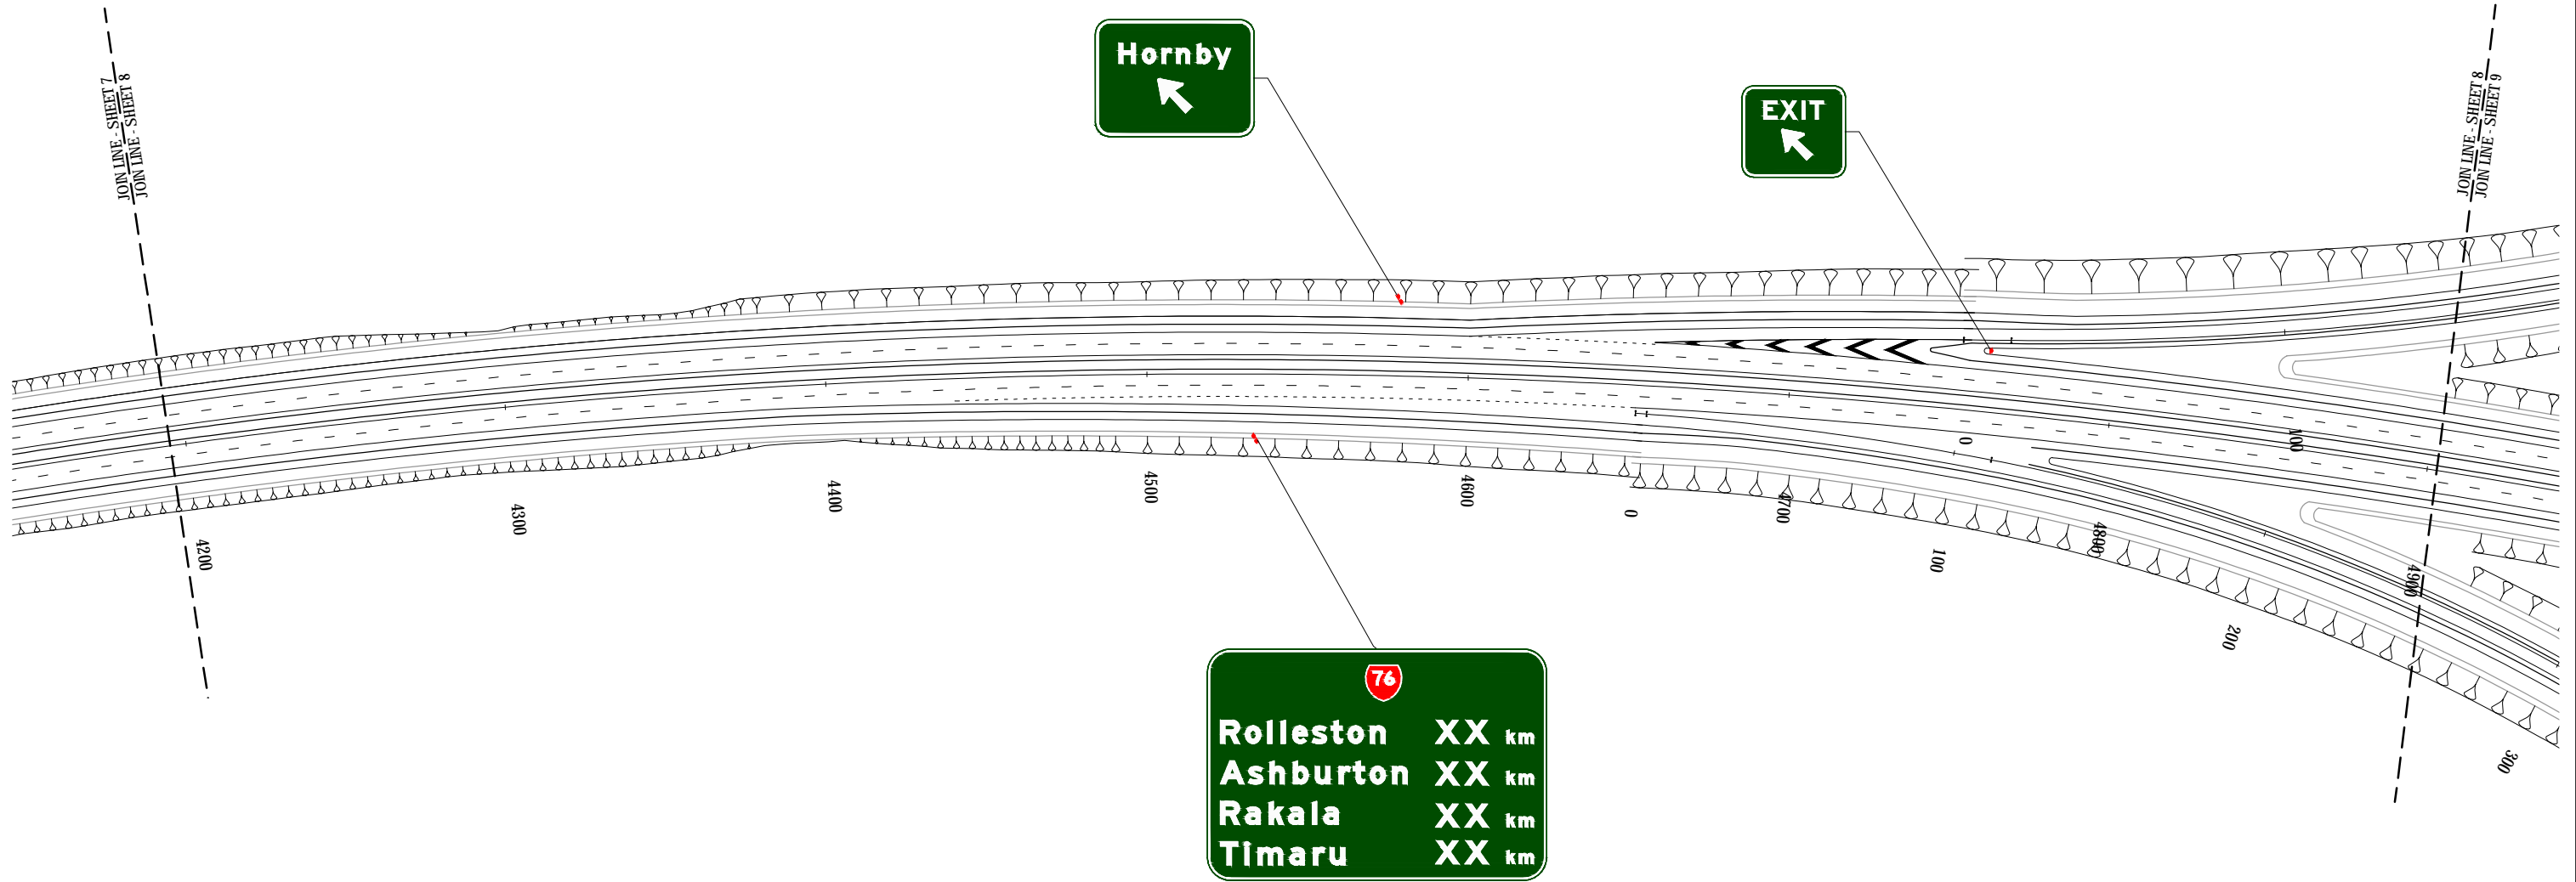 JOIN LINE - SHEET 7
JOIN LINE - SHEET 8
Hornby
EXIT
JOIN LINE - SHEET 8
JOIN LINE - SHEET 9
4200
4300
4400
4500
4600
0
4700
0
100
4800
100
200
4900
300
76
Rolleston XX km
Ashburton XX km
Rakala XX km
Timaru XX km